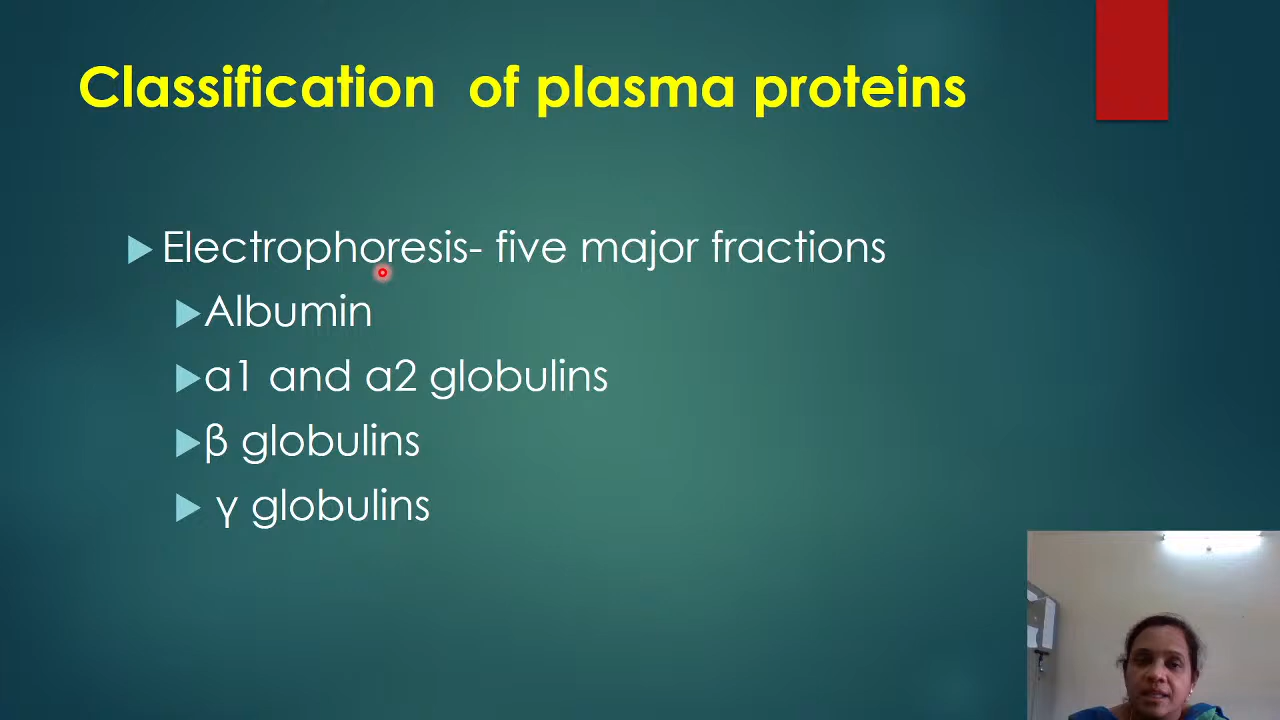 Classification of plasma proteins
Electrophoresis- five major fractions
Albumin
α1 and α2 globulins
β globulins
γ globulins